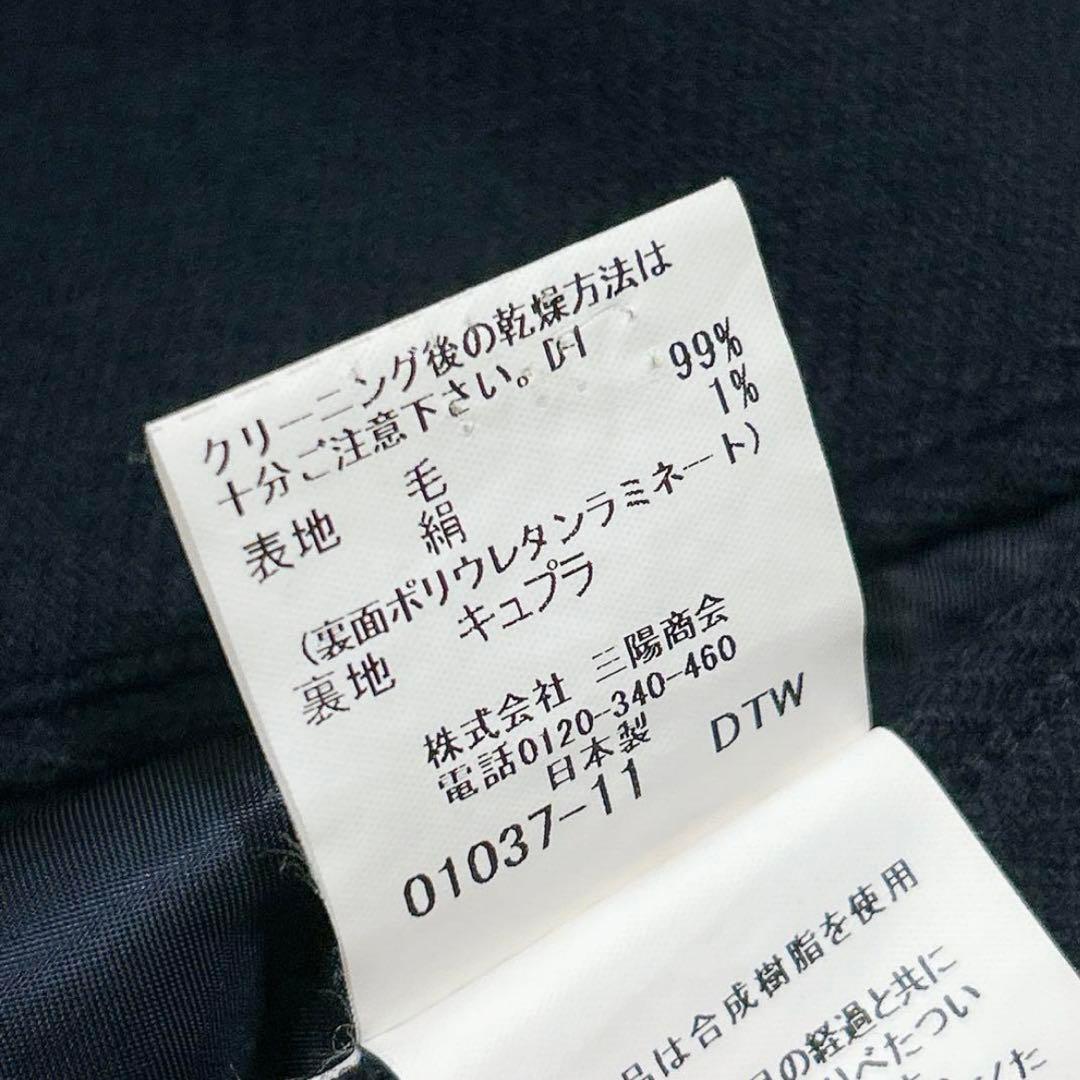 クリーニング後の乾燥方法は
十分ご注意下さい。D-I
表地 毛 99%
絹 1%
(裏面ポリウレタンラミネート)
裏地 キュプラ
株式会社 三陽商会
電話0120-340-460
日本製
01037-11 DTW
品は合成樹脂を使用
の経過と共に
べたつい